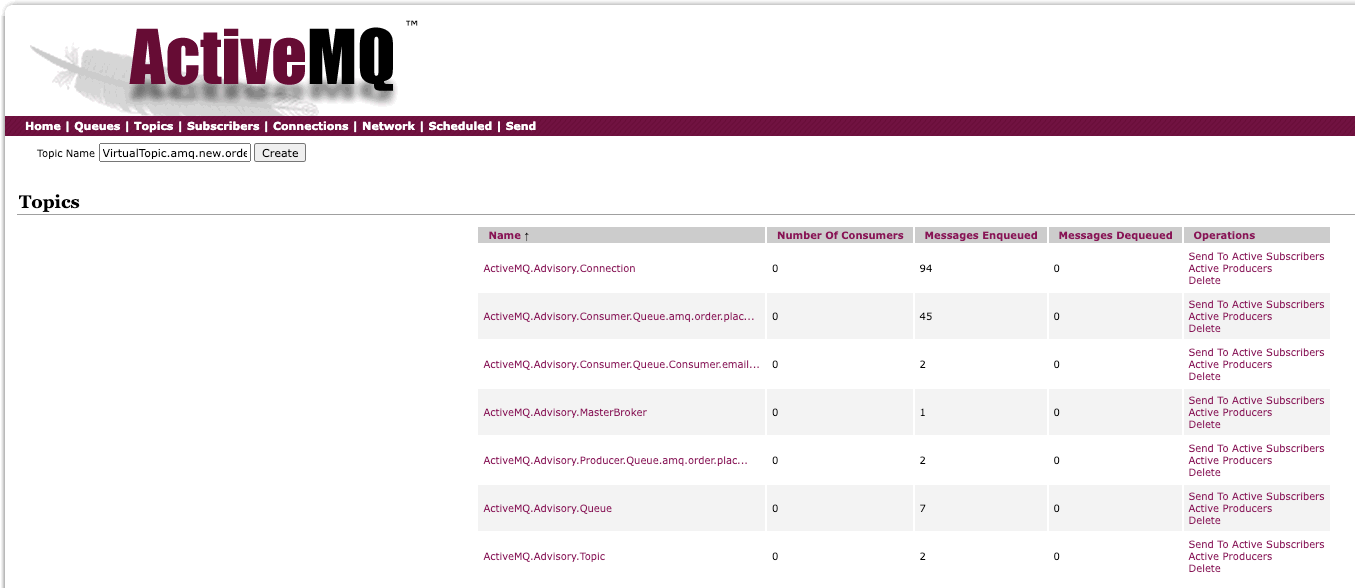 ActiveMQ™
Home | Queues | Topics | Subscribers | Connections | Network | Scheduled | Send
Topic Name VirtualTopic.amq.new.orde Create
Topics
Name ↑ Number Of Consumers Messages Enqueued Messages Dequeued Operations
Send To Active Subscribers
ActiveMQ.Advisory.Connection 0 94 0 Active Producers
Delete
Send To Active Subscribers
ActiveMQ.Advisory.Consumer.Queue.amq.order.plac... 0 45 0 Active Producers
Delete
Send To Active Subscribers
ActiveMQ.Advisory.Consumer.Queue.Consumer.email... 0 2 0 Active Producers
Delete
Send To Active Subscribers
ActiveMQ.Advisory.MasterBroker 0 1 0 Active Producers
Delete
Send To Active Subscribers
ActiveMQ.Advisory.Producer.Queue.amq.order.plac... 0 2 0 Active Producers
Delete
Send To Active Subscribers
ActiveMQ.Advisory.Queue 0 7 0 Active Producers
Delete
Send To Active Subscribers
ActiveMQ.Advisory.Topic 0 2 0 Active Producers
Delete